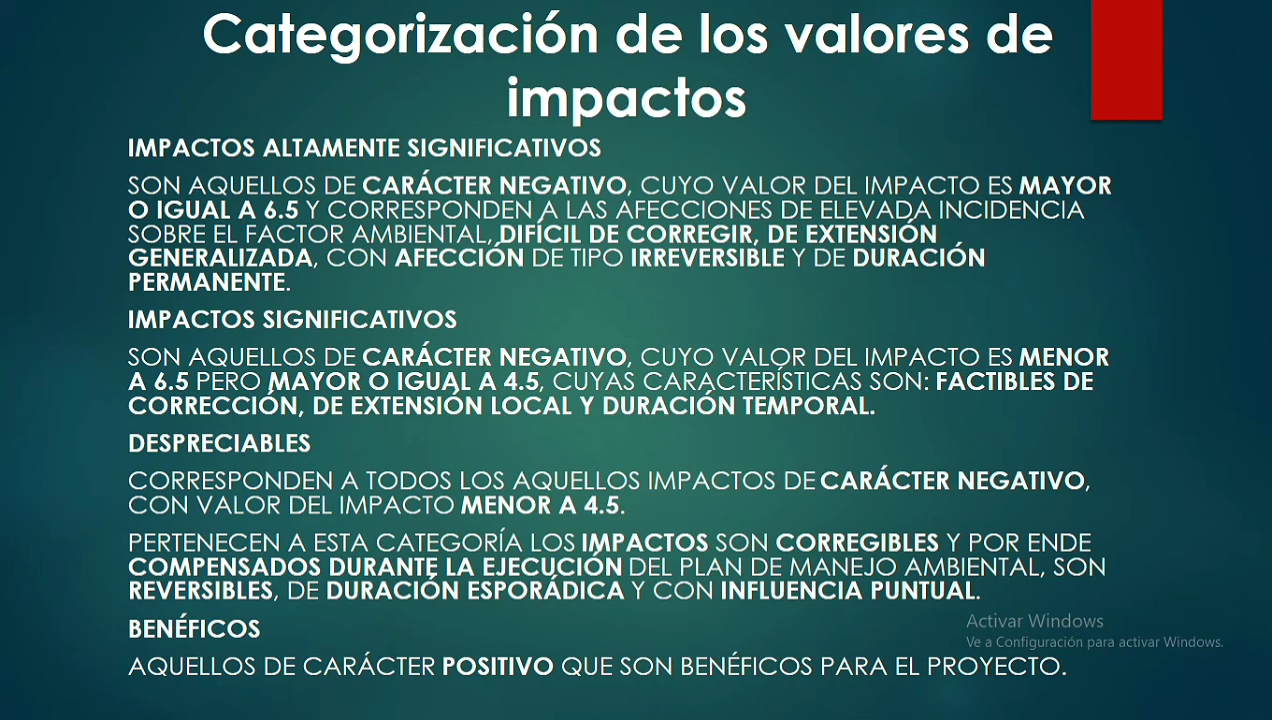 Categorización de los valores de
impactos
IMPACTOS ALTAMENTE SIGNIFICATIVOS
SON AQUELLOS DE CARÁCTER NEGATIVO, CUYO VALOR DEL IMPACTO ES MAYOR
O IGUAL A 6.5 Y CORRESPONDEN A LAS AFECCIONES DE ELEVADA INCIDENCIA
SOBRE EL FACTOR AMBIENTAL, DIFÍCIL DE CORREGIR, DE EXTENSIÓN
GENERALIZADA, CON AFECCIÓN DE TIPO IRREVERSIBLE Y DE DURACIÓN
PERMANENTE.
IMPACTOS SIGNIFICATIVOS
SON AQUELLOS DE CARÁCTER NEGATIVO, CUYO VALOR DEL IMPACTO ES MENOR
A 6.5 PERO MAYOR O IGUAL A 4.5, CUYAS CARACTERÍSTICAS SON: FACTIBLES DE
CORRECCIÓN, DE EXTENSIÓN LOCAL Y DURACIÓN TEMPORAL.
DESPRECIABLES
CORRESPONDEN A TODOS LOS AQUELLOS IMPACTOS DE CARÁCTER NEGATIVO,
CON VALOR DEL IMPACTO MENOR A 4.5.
PERTENECEN A ESTA CATEGORÍA LOS IMPACTOS SON CORREGIBLES Y POR ENDE
COMPENSADOS DURANTE LA EJECUCIÓN DEL PLAN DE MANEJO AMBIENTAL, SON
REVERSIBLES, DE DURACIÓN ESPORÁDICA Y CON INFLUENCIA PUNTUAL.
BENÉFICOS
AQUELLOS DE CARÁCTER POSITIVO QUE SON BENÉFICOS PARA EL PROYECTO.
Activar Windows
Ve a Configuración para activar Windows.